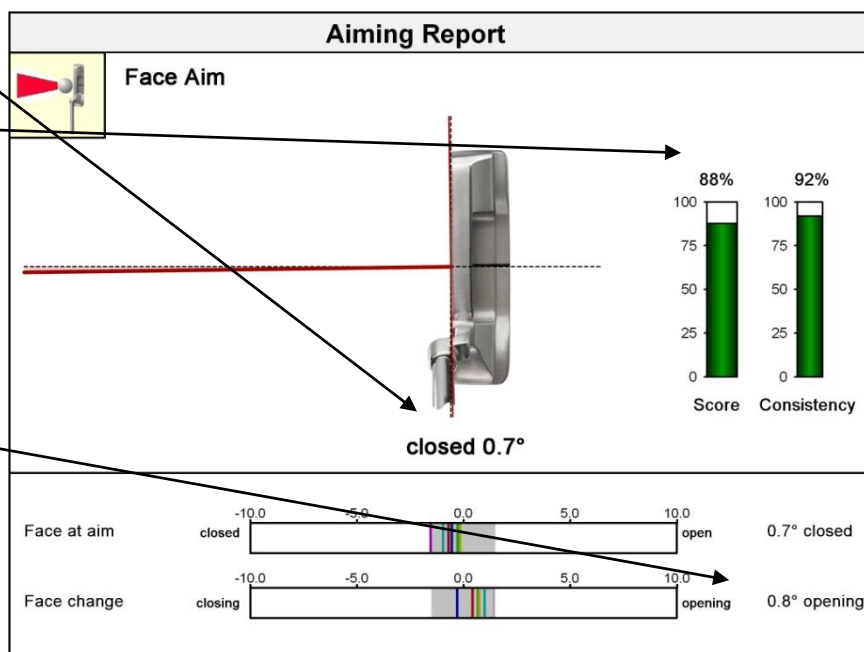 Aiming Report
Face Aim
88% 92%
100 100
75 75
50 50
25 25
0 0
Score Consistency
closed 0.7°
-10.0 -5.0 0.0 5.0 10.0
Face at aim closed open 0.7° closed
-10.0 -5.0 0.0 5.0 10.0
Face change closing opening 0.8° opening